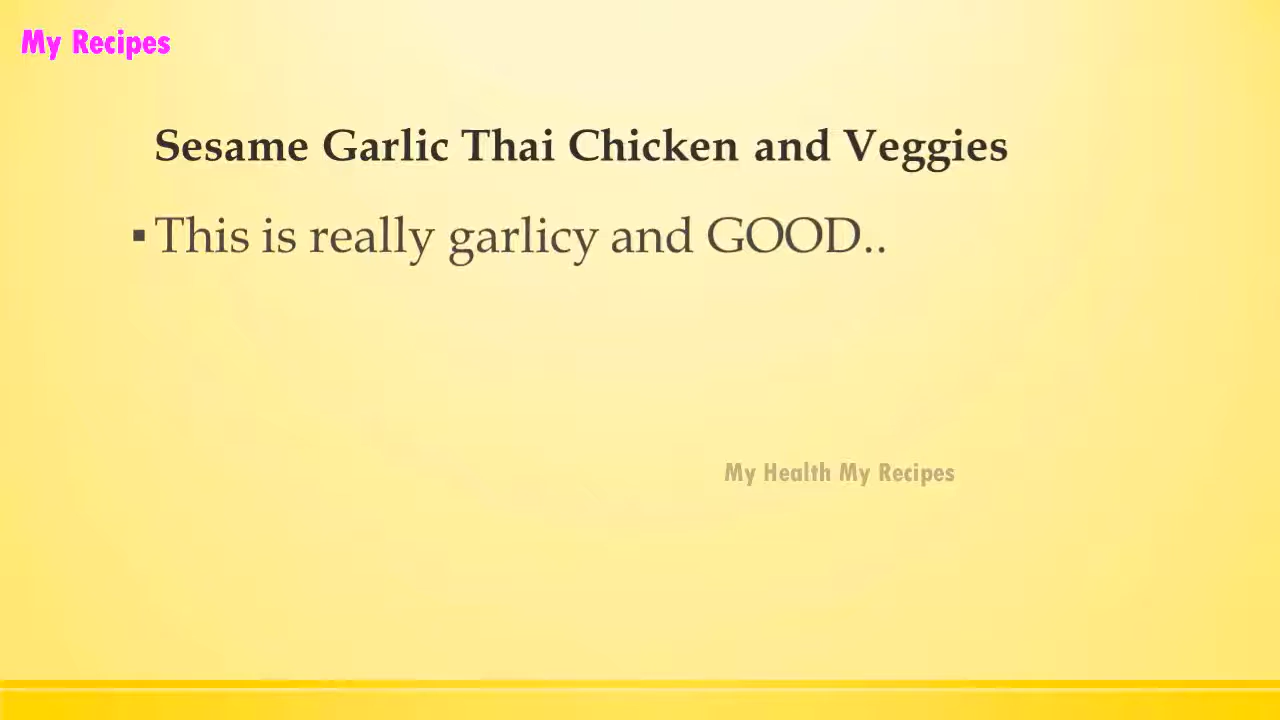 My Recipes
Sesame Garlic Thai Chicken and Veggies
▪ This is really garlicy and GOOD..
My Health My Recipes